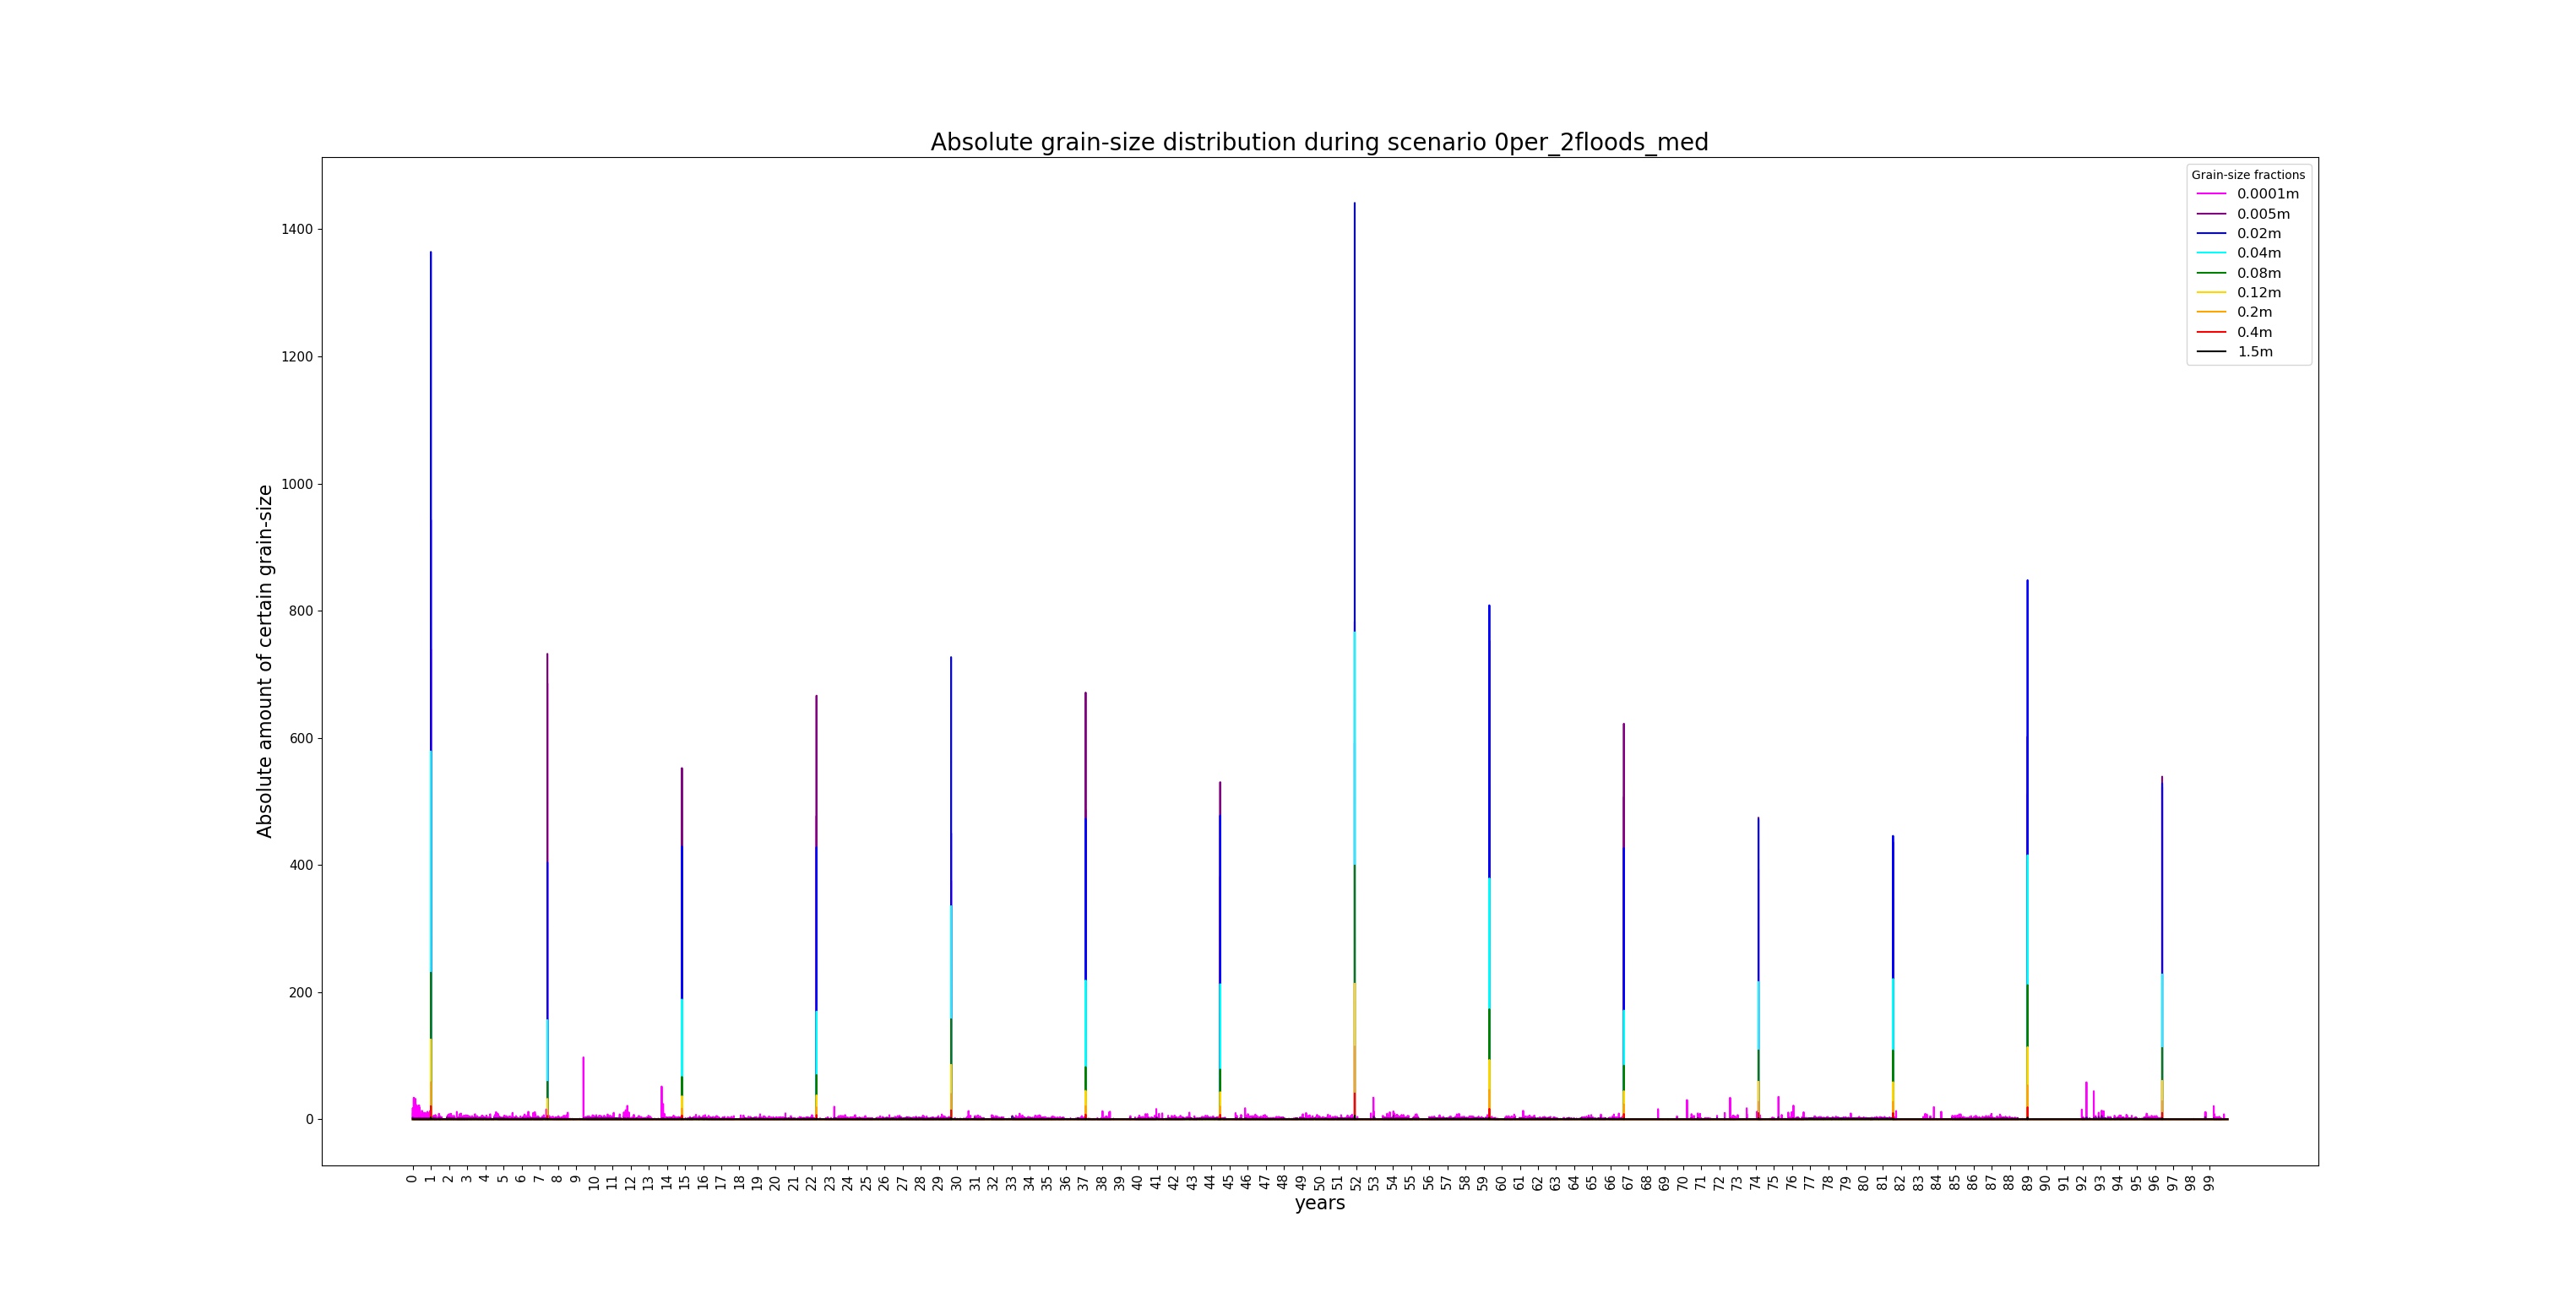 Absolute grain-size distribution during scenario 0per_2floods_med
Grain-size fractions
0.0001m
0.005m
0.02m
0.04m
0.08m
0.12m
0.2m
0.4m
1.5m
Absolute amount of certain grain-size
1400
1200
1000
800
600
400
200
0
0 1 2 3 4 5 6 7 8 9 10 11 12 13 14 15 16 17 18 19 20 21 22 23 24 25 26 27 28 29 30 31 32 33 34 35 36 37 38 39 40 41 42 43 44 45 46 47 48 49 50 51 52 53 54 55 56 57 58 59 60 61 62 63 64 65 66 67 68 69 70 71 72 73 74 75 76 77 78 79 80 81 82 83 84 85 86 87 88 89 90 91 92 93 94 95 96 97 98 99
years